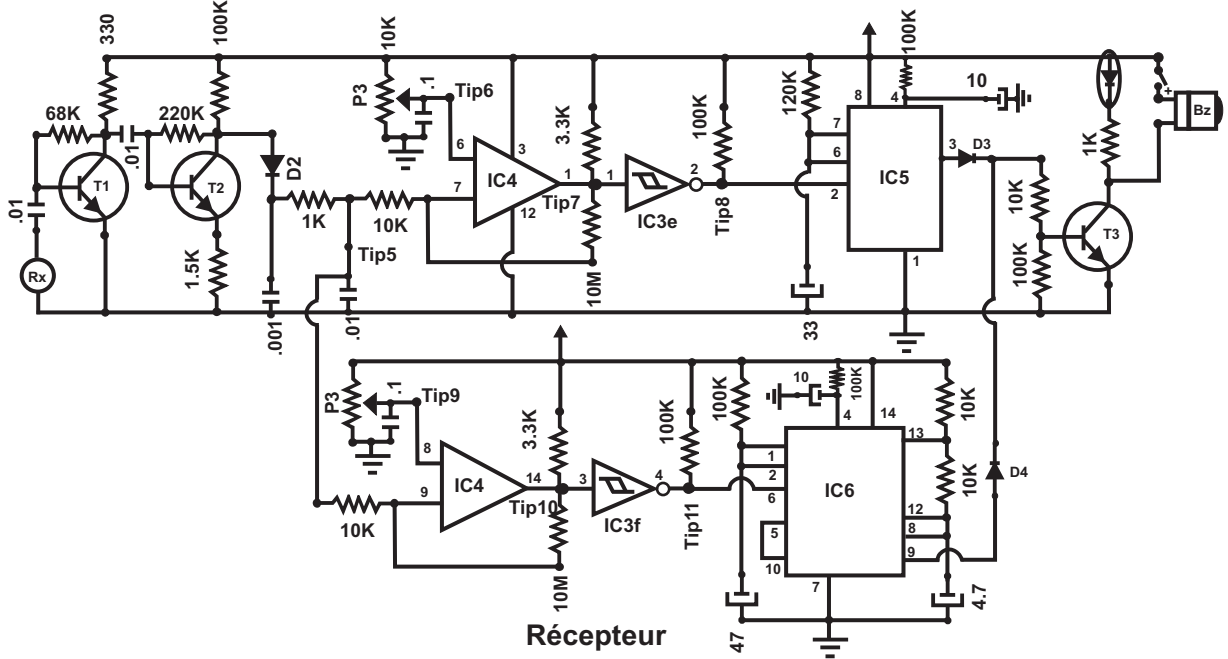 330
100K
10K
100K
68K
.01
220K
P3
.1
Tip6
3.3K
100K
120K
10
1K
+
Bz
T1
T2
D2
6
3
IC4
1
7
12
Tip7
1
2
IC3e
Tip8
8
4
7
6
2
IC5
3
D3
1
10K
100K
T3
.01
Rx
1.5K
1K
10K
Tip5
10M
.001
.01
33
P3
.1
Tip9
3.3K
100K
100K
10
100K
4
14
13
10K
10K
8
IC4
14
9
Tip10
3
4
IC3f
Tip11
1
2
6
5
10
IC6
12
8
9
7
D4
10K
10M
47
4.7
Récepteur